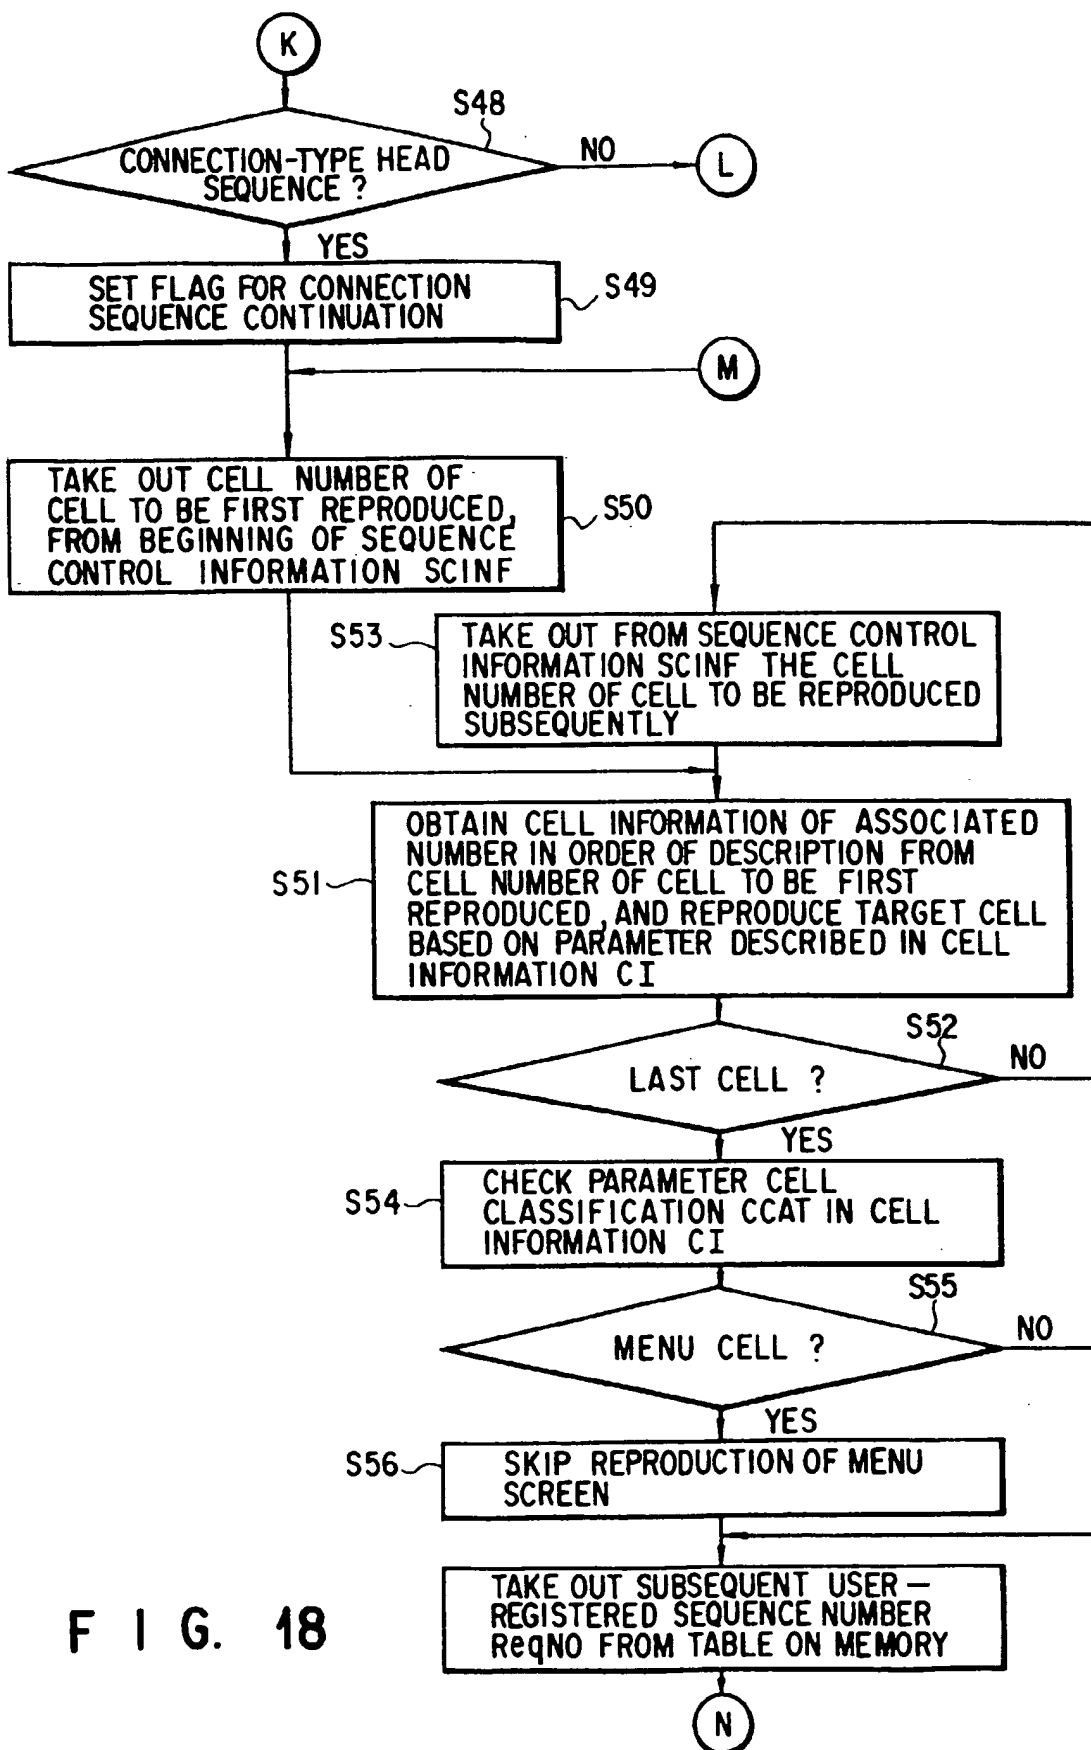 K
S48
CONNECTION-TYPE HEAD
SEQUENCE ?
NO
L
YES
SET FLAG FOR CONNECTION
SEQUENCE CONTINUATION
S49
M
TAKE OUT CELL NUMBER OF
CELL TO BE FIRST REPRODUCED,
FROM BEGINNING OF SEQUENCE
CONTROL INFORMATION SCINF
S50
S53
TAKE OUT FROM SEQUENCE CONTROL
INFORMATION SCINF THE CELL
NUMBER OF CELL TO BE REPRODUCED
SUBSEQUENTLY
S51
OBTAIN CELL INFORMATION OF ASSOCIATED
NUMBER IN ORDER OF DESCRIPTION FROM
CELL NUMBER OF CELL TO BE FIRST
REPRODUCED, AND REPRODUCE TARGET CELL
BASED ON PARAMETER DESCRIBED IN CELL
INFORMATION CI
S52
LAST CELL ?
NO
YES
S54
CHECK PARAMETER CELL
CLASSIFICATION CCAT IN CELL
INFORMATION CI
S55
MENU CELL ?
NO
YES
S56
SKIP REPRODUCTION OF MENU
SCREEN
TAKE OUT SUBSEQUENT USER-
REGISTERED SEQUENCE NUMBER
ReqNO FROM TABLE ON MEMORY
N
FIG. 18